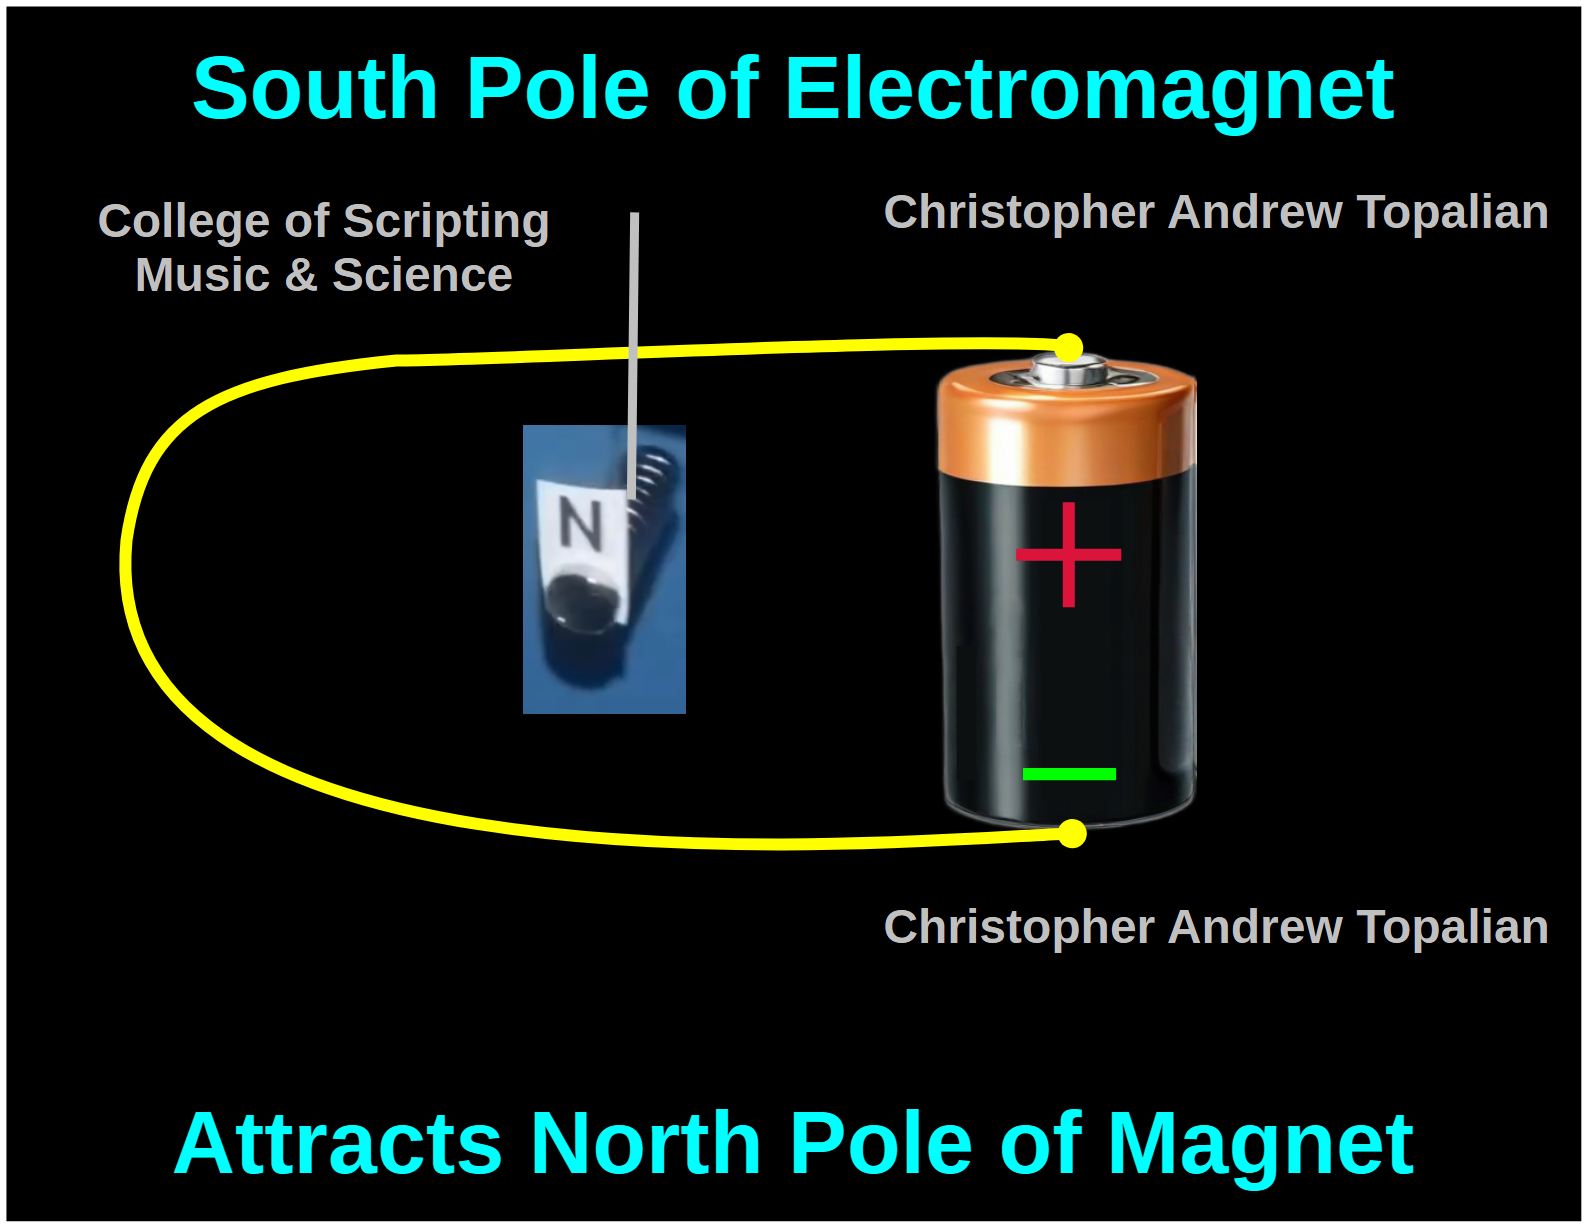 South Pole of Electromagnet
College of Scripting
Music & Science
Christopher Andrew Topalian
N
+
−
Christopher Andrew Topalian
Attracts North Pole of Magnet